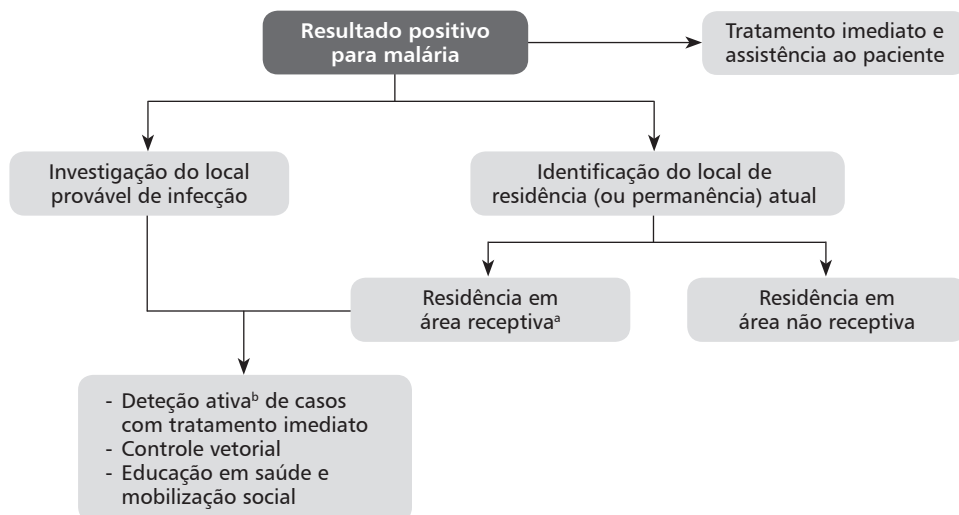 Resultado positivo
para malária
Tratamento imediato e
assistência ao paciente
Investigação do local
provável de infecção
Identificação do local de
residência (ou permanência) atual
Residência em
área receptivaᵃ
Residência em
área não receptiva
- Deteção ativaᵇ de casos
com tratamento imediato
- Controle vetorial
- Educação em saúde e
mobilização social